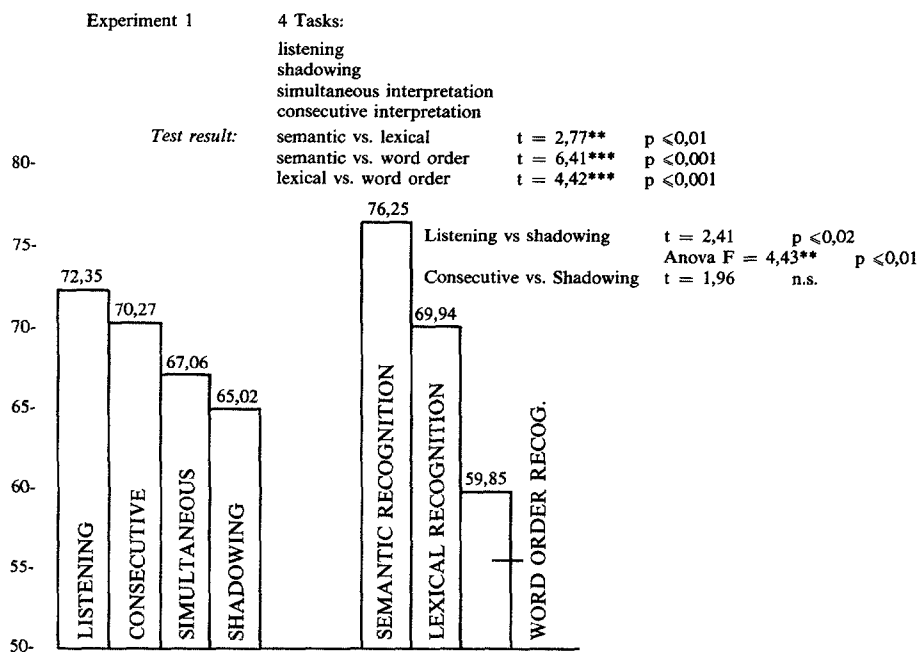 Experiment 1 4 Tasks:
listening
shadowing
simultaneous interpretation
consecutive interpretation
Test result: semantic vs. lexical t = 2,77** p ⩽0,01
semantic vs. word order t = 6,41*** p ⩽0,001
lexical vs. word order t = 4,42*** p ⩽0,001
Listening vs shadowing t = 2,41 p ⩽0,02
Anova F = 4,43** p ⩽0,01
Consecutive vs. Shadowing t = 1,96 n.s.
80-
75-
70-
65-
60-
55-
50-
72,35
70,27
67,06
65,02
76,25
69,94
59,85
LISTENING
CONSECUTIVE
SIMULTANEOUS
SHADOWING
SEMANTIC RECOGNITION
LEXICAL RECOGNITION
WORD ORDER RECOG.